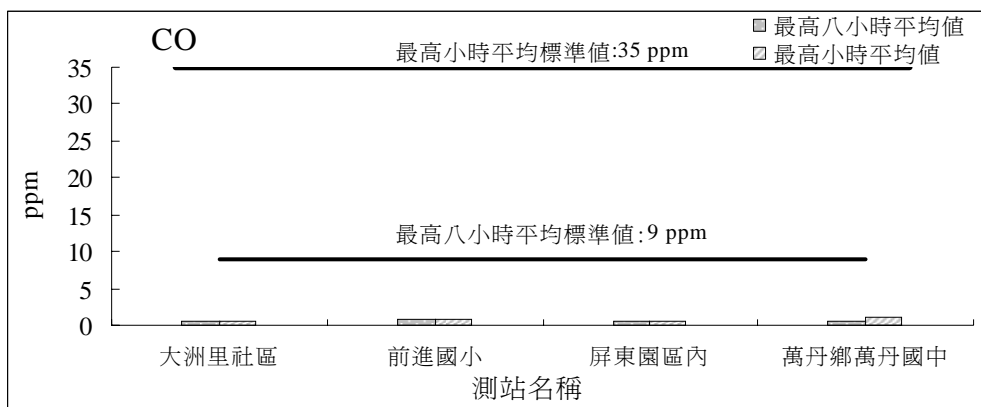 CO
最高八小時平均值
最高小時平均值
最高小時平均標準值:35 ppm
35
30
25
20
15
10
5
0
ppm
最高八小時平均標準值:9 ppm
大洲里社區 前進國小 屏東園區內 萬丹鄉萬丹國中
測站名稱